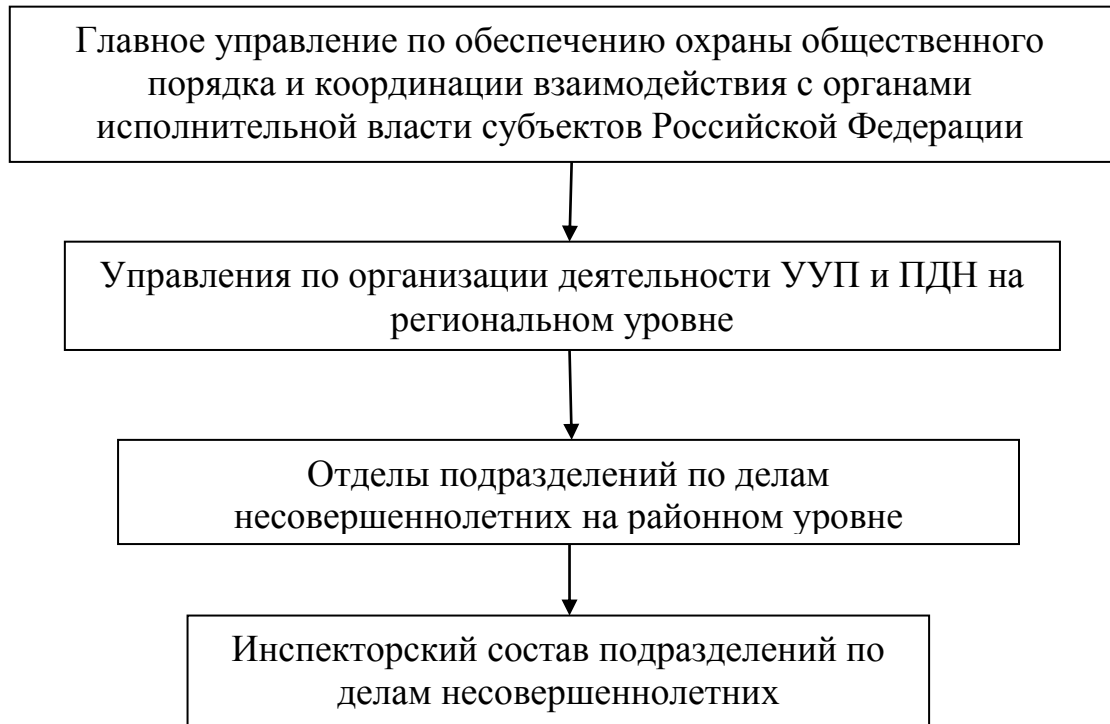 Главное управление по обеспечению охраны общественного
порядка и координации взаимодействия с органами
исполнительной власти субъектов Российской Федерации
Управления по организации деятельности УУП и ПДН на
региональном уровне
Отделы подразделений по делам
несовершеннолетних на районном уровне
Инспекторский состав подразделений по
делам несовершеннолетних